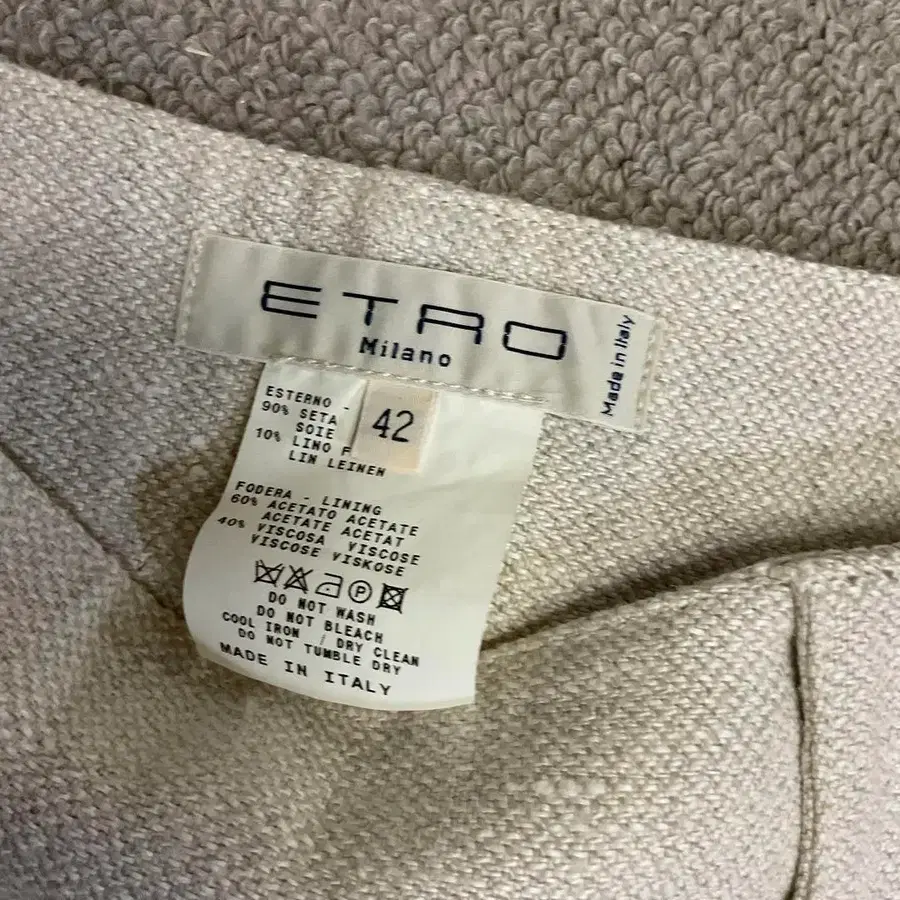 ETRO
Milano
Made in Italy
42
ESTERNO -
90% SETA
SOIE
10% LINO F
LIN LEINEN
FODERA - LINING
60% ACETATO ACETATE
ACETATE ACETAT
40% VISCOSA VISCOSE
VISCOSE VISKOSE
P
DO NOT WASH
DO NOT BLEACH
COOL IRON / DRY CLEAN
DO NOT TUMBLE DRY
MADE IN ITALY